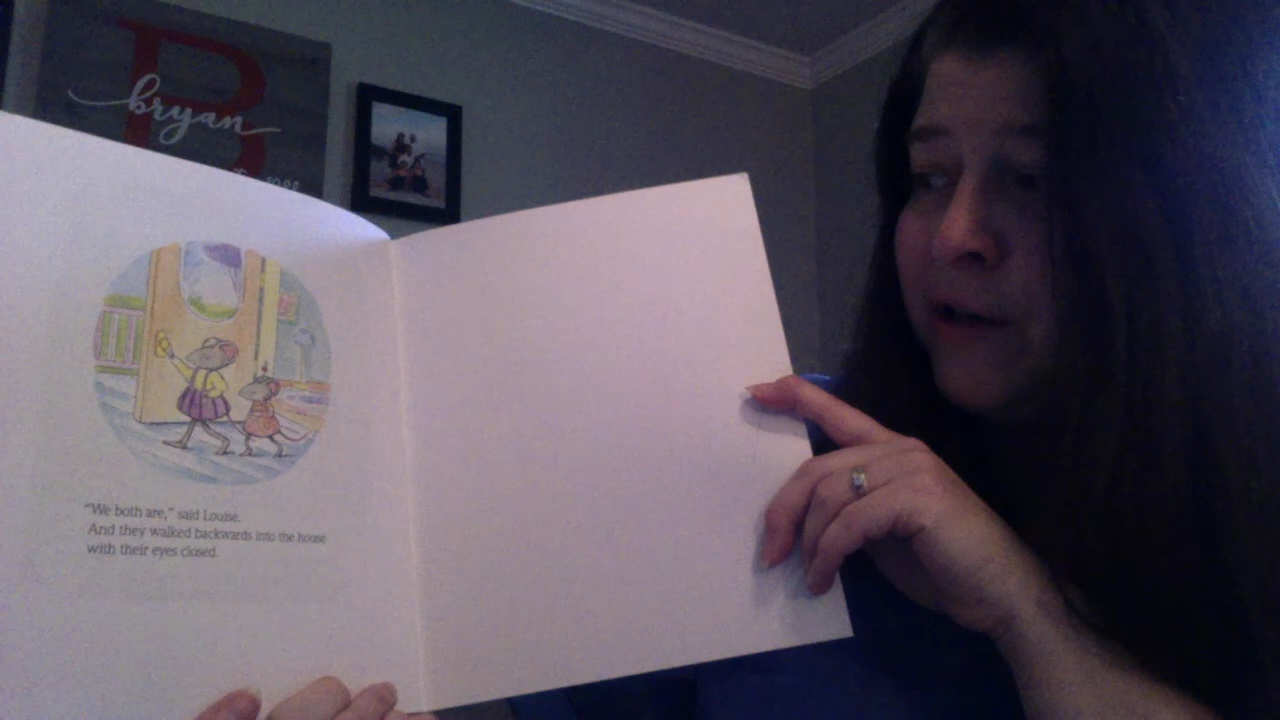 B
bryan
"We both are," said Louise.
And they walked backwards into the house
with their eyes closed.